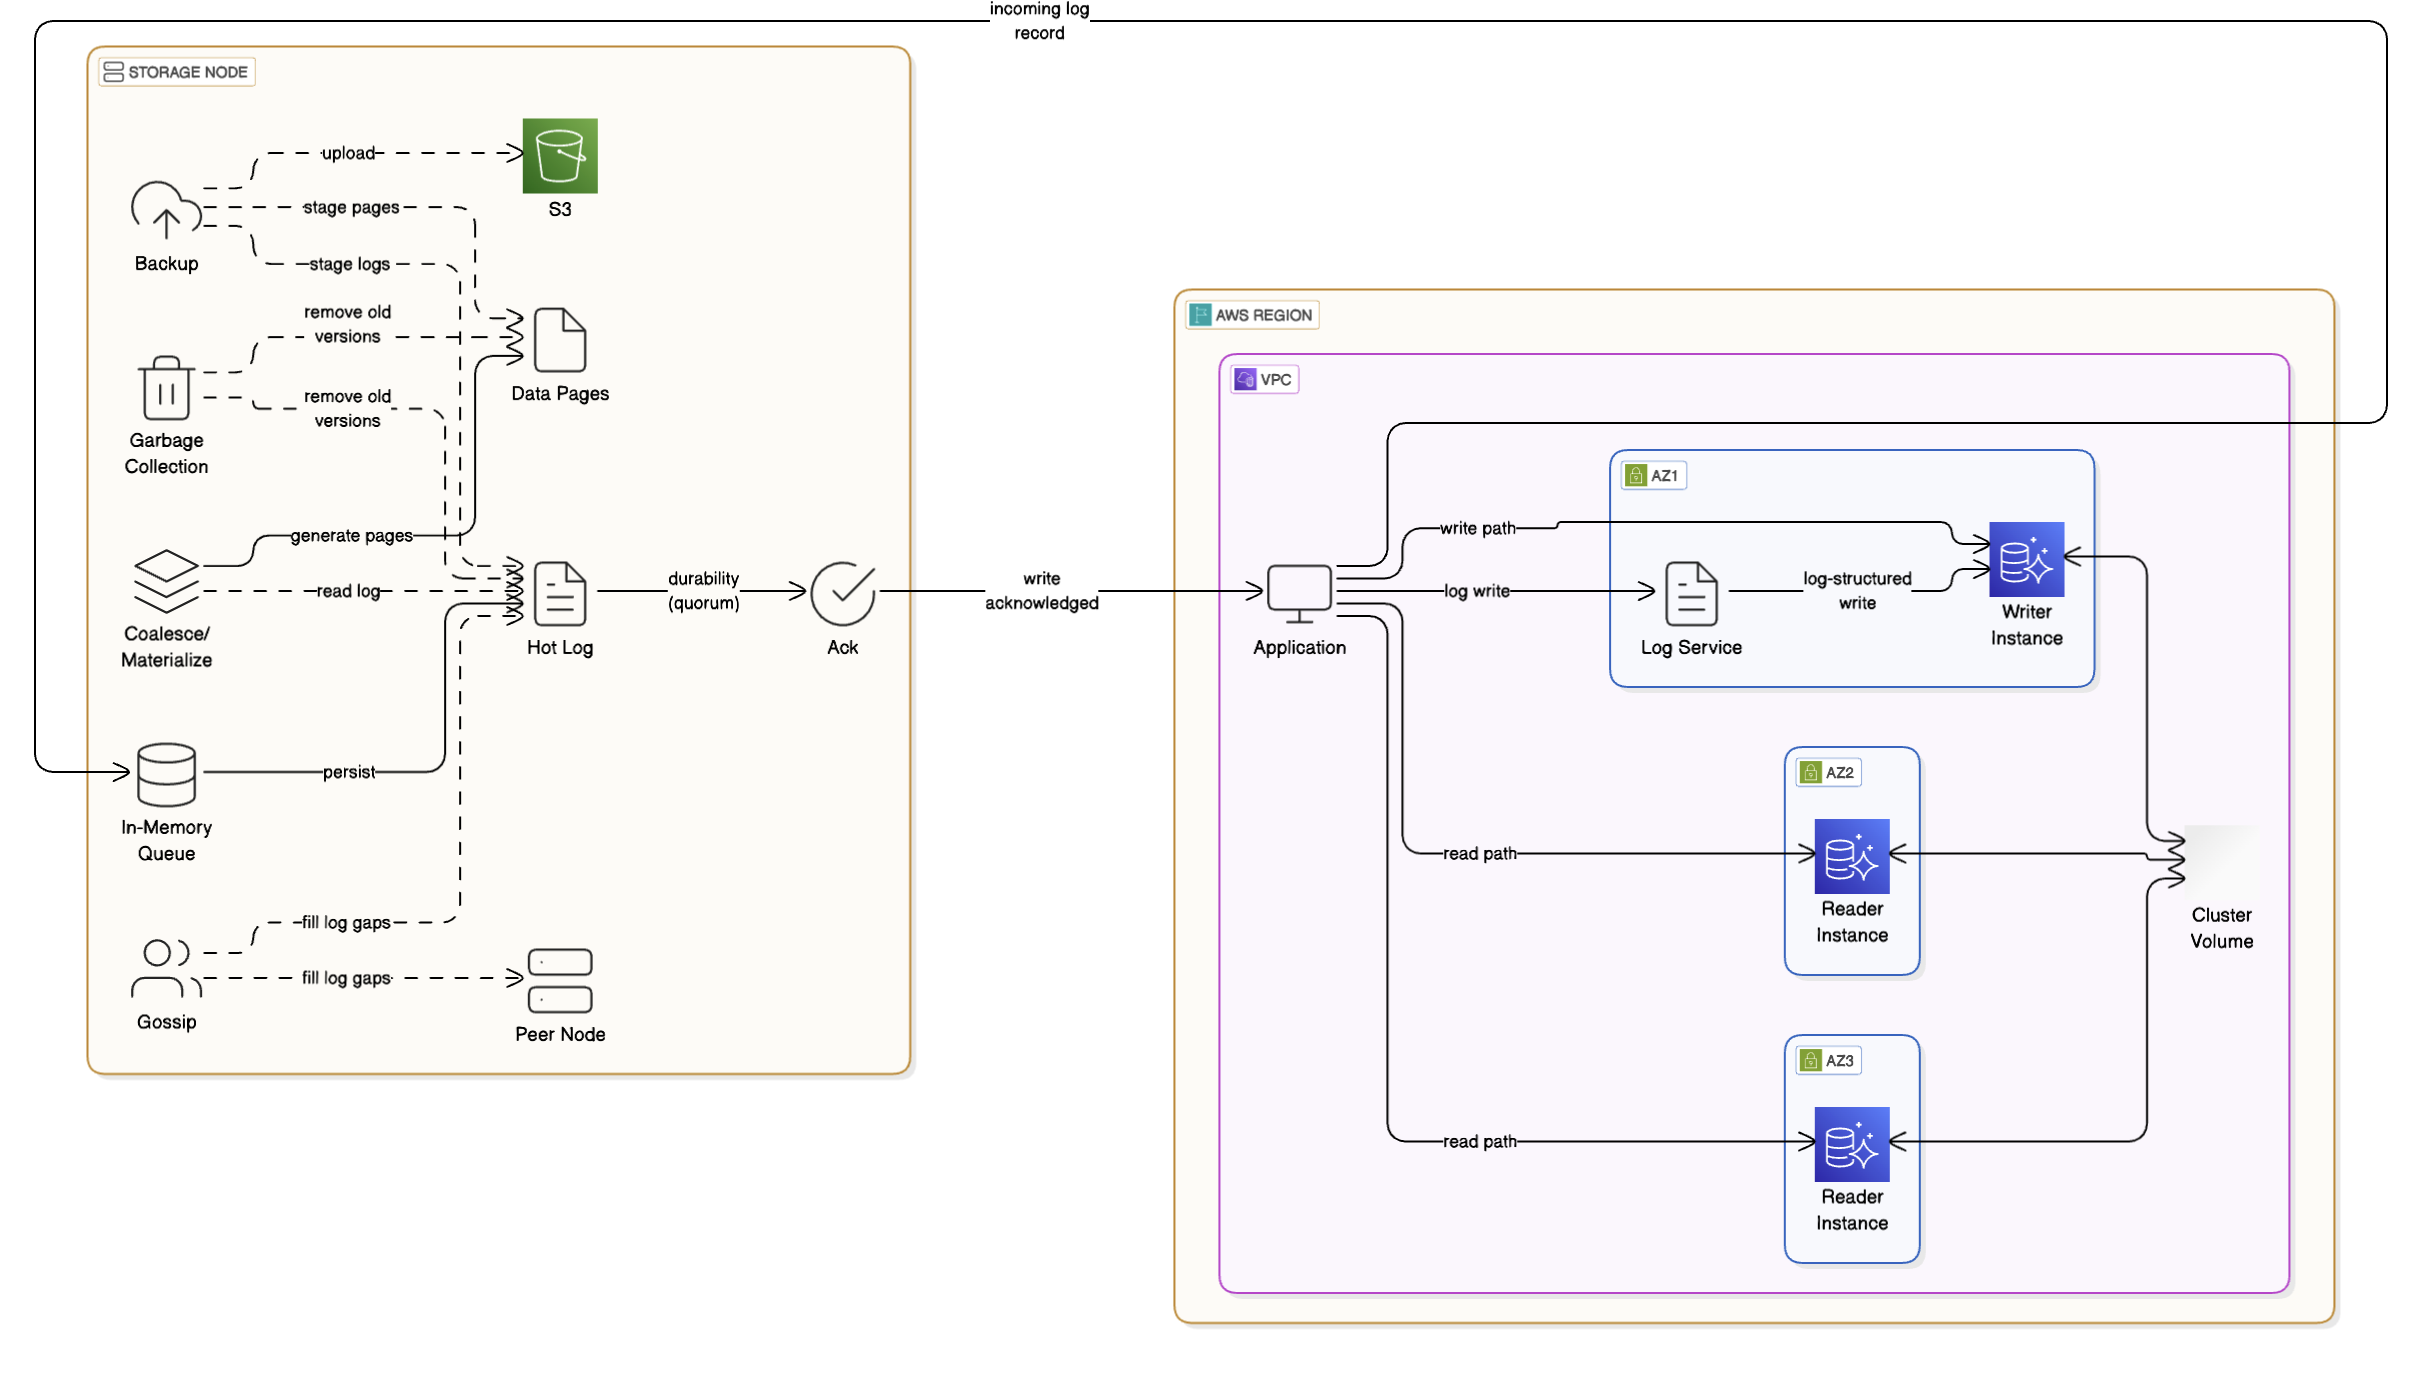 incoming log
record
STORAGE NODE
upload
S3
stage pages
Backup
stage logs
remove old
versions
Data Pages
remove old
versions
Garbage
Collection
generate pages
read log
Coalesce/
Materialize
Hot Log
durability
(quorum)
Ack
write
acknowledged
persist
In-Memory
Queue
fill log gaps
fill log gaps
Gossip
Peer Node
AWS REGION
VPC
AZ1
write path
Application
log write
Log Service
log-structured
write
Writer
Instance
AZ2
read path
Reader
Instance
Cluster
Volume
AZ3
read path
Reader
Instance